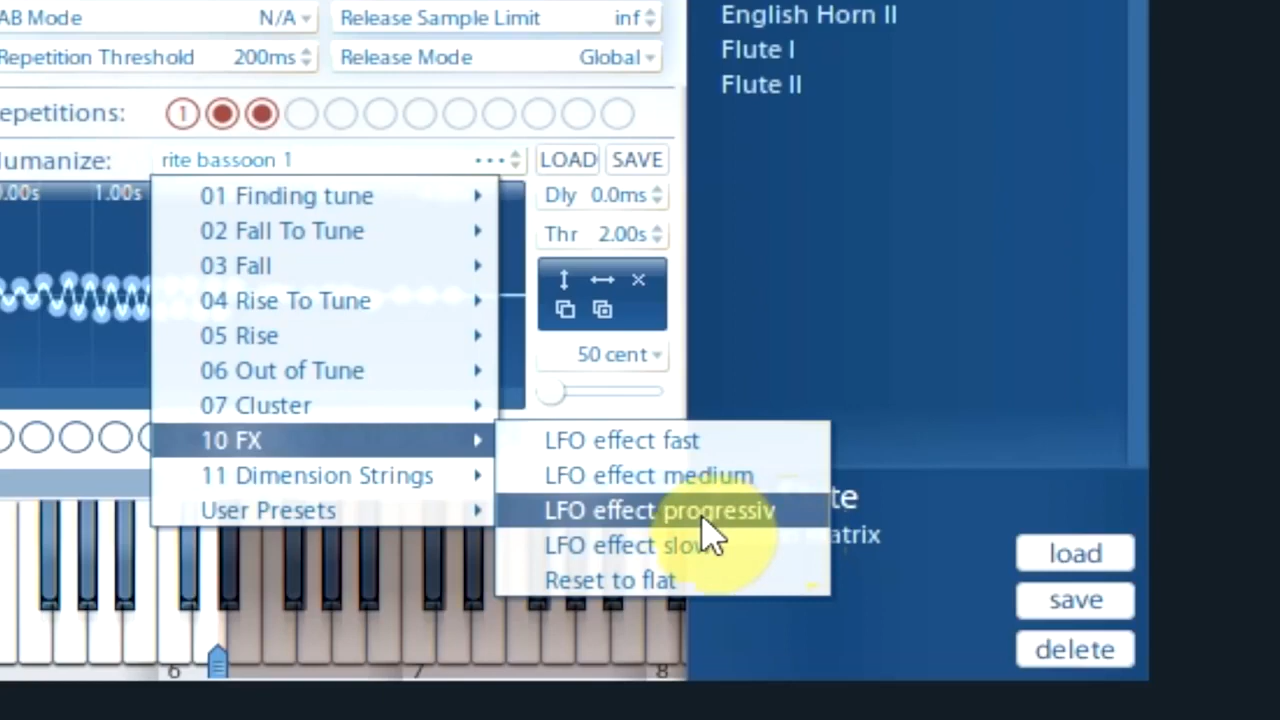 AB Mode N/A Release Sample Limit inf
Repetition Threshold 200ms Release Mode Global
English Horn II
Flute I
Flute II
epetitions: 1
umanize: rite bassoon 1 ... LOAD SAVE
.00s 1.00s
Dly 0.0ms
Thr 2.00s
50 cent
01 Finding tune
02 Fall To Tune
03 Fall
04 Rise To Tune
05 Rise
06 Out of Tune
07 Cluster
10 FX
11 Dimension Strings
User Presets
LFO effect fast
LFO effect medium
LFO effect progressiv
LFO effect slow
Reset to flat
te
atrix
load
save
delete
6 7 8